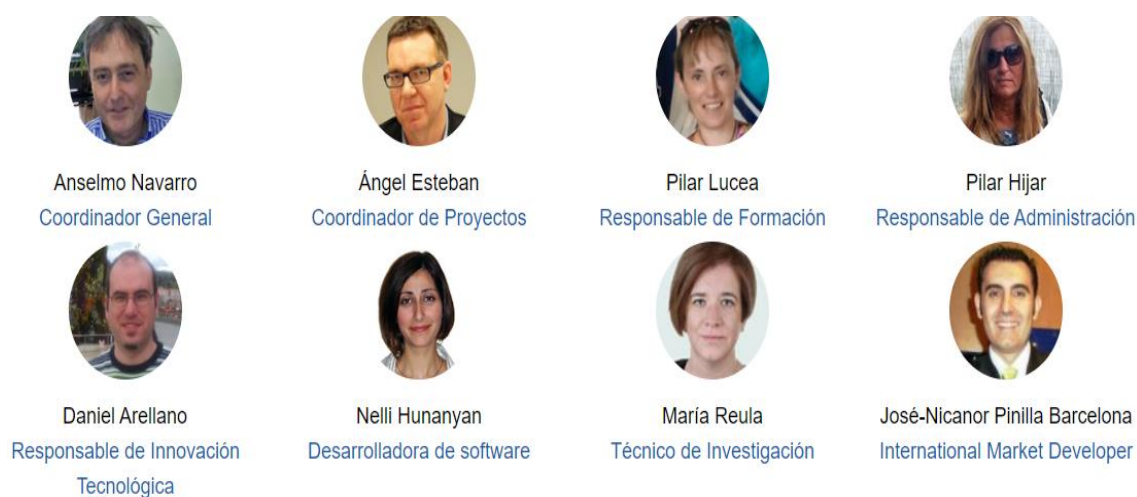 Anselmo Navarro
Coordinador General
Ángel Esteban
Coordinador de Proyectos
Pilar Lucea
Responsable de Formación
Pilar Hijar
Responsable de Administración
Daniel Arellano
Responsable de Innovación
Tecnológica
Nelli Hunanyan
Desarrolladora de software
María Reula
Técnico de Investigación
José-Nicanor Pinilla Barcelona
International Market Developer